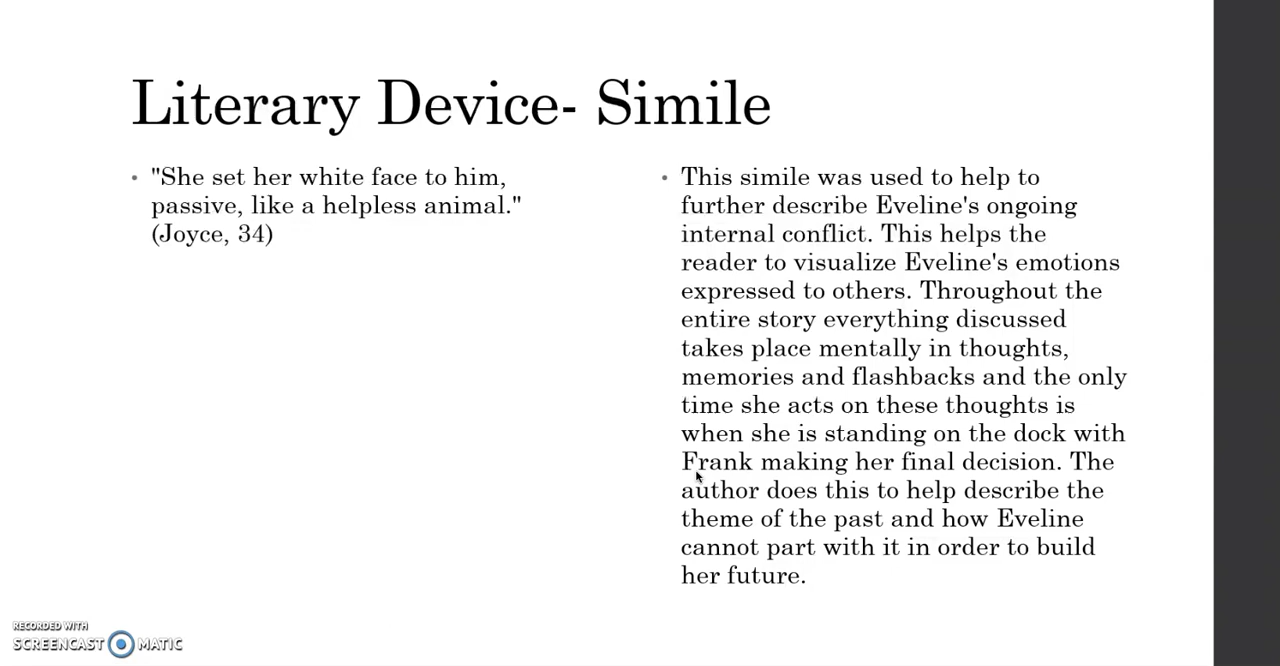 Literary Device- Simile
"She set her white face to him,
passive, like a helpless animal."
(Joyce, 34)
This simile was used to help to
further describe Eveline's ongoing
internal conflict. This helps the
reader to visualize Eveline's emotions
expressed to others. Throughout the
entire story everything discussed
takes place mentally in thoughts,
memories and flashbacks and the only
time she acts on these thoughts is
when she is standing on the dock with
Frank making her final decision. The
author does this to help describe the
theme of the past and how Eveline
cannot part with it in order to build
her future.
RECORDED WITH
SCREENCAST MATIC